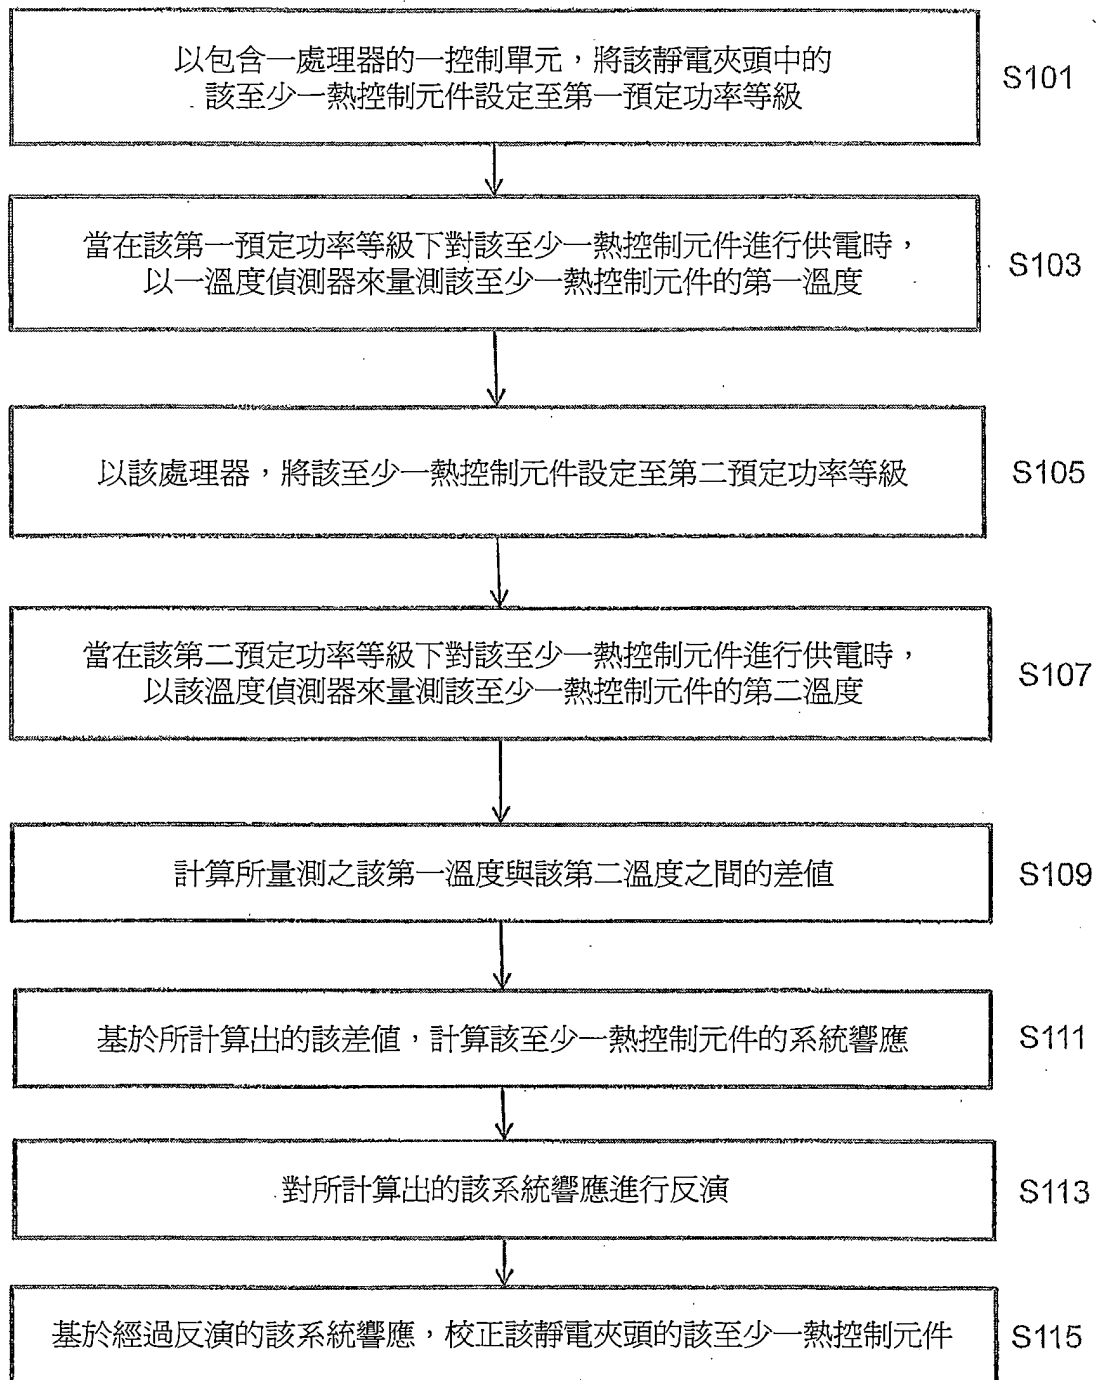 以包含一處理器的一控制單元，將該靜電夾頭中的
該至少一熱控制元件設定至第一預定功率等級
S101
當在該第一預定功率等級下對該至少一熱控制元件進行供電時，
以一溫度偵測器來量測該至少一熱控制元件的第一溫度
S103
以該處理器，將該至少一熱控制元件設定至第二預定功率等級
S105
當在該第二預定功率等級下對該至少一熱控制元件進行供電時，
以該溫度偵測器來量測該至少一熱控制元件的第二溫度
S107
計算所量測之該第一溫度與該第二溫度之間的差值
S109
基於所計算出的該差值，計算該至少一熱控制元件的系統響應
S111
對所計算出的該系統響應進行反演
S113
基於經過反演的該系統響應，校正該靜電夾頭的該至少一熱控制元件
S115